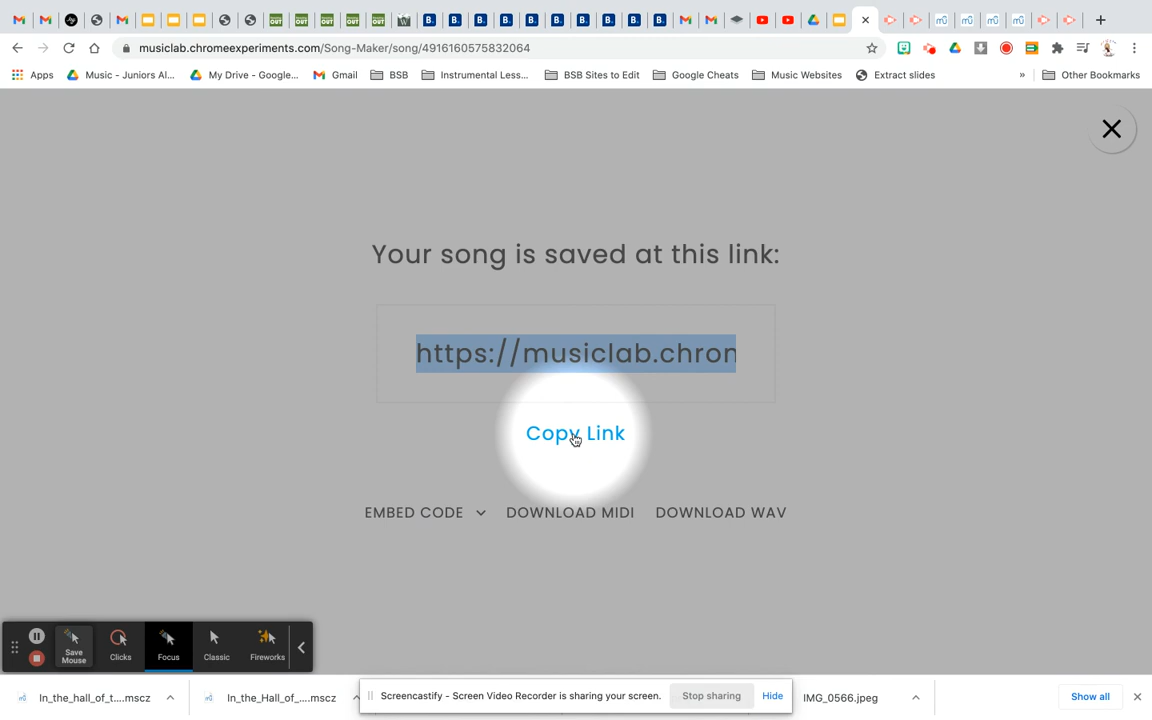 musiclab.chromeexperiments.com/Song-Maker/song/4916160575832064
Apps Music - Juniors Al... My Drive - Google... Gmail BSB Instrumental Less... BSB Sites to Edit Google Cheats Music Websites Extract slides » Other Bookmarks
Your song is saved at this link:
https://musiclab.chrom
Copy Link
EMBED CODE DOWNLOAD MIDI DOWNLOAD WAV
Save Mouse Clicks Focus Classic Fireworks
In_the_hall_of_t....mscz In_the_Hall_of_....mscz Screencastify - Screen Video Recorder is sharing your screen. Stop sharing Hide IMG_0566.jpeg Show all